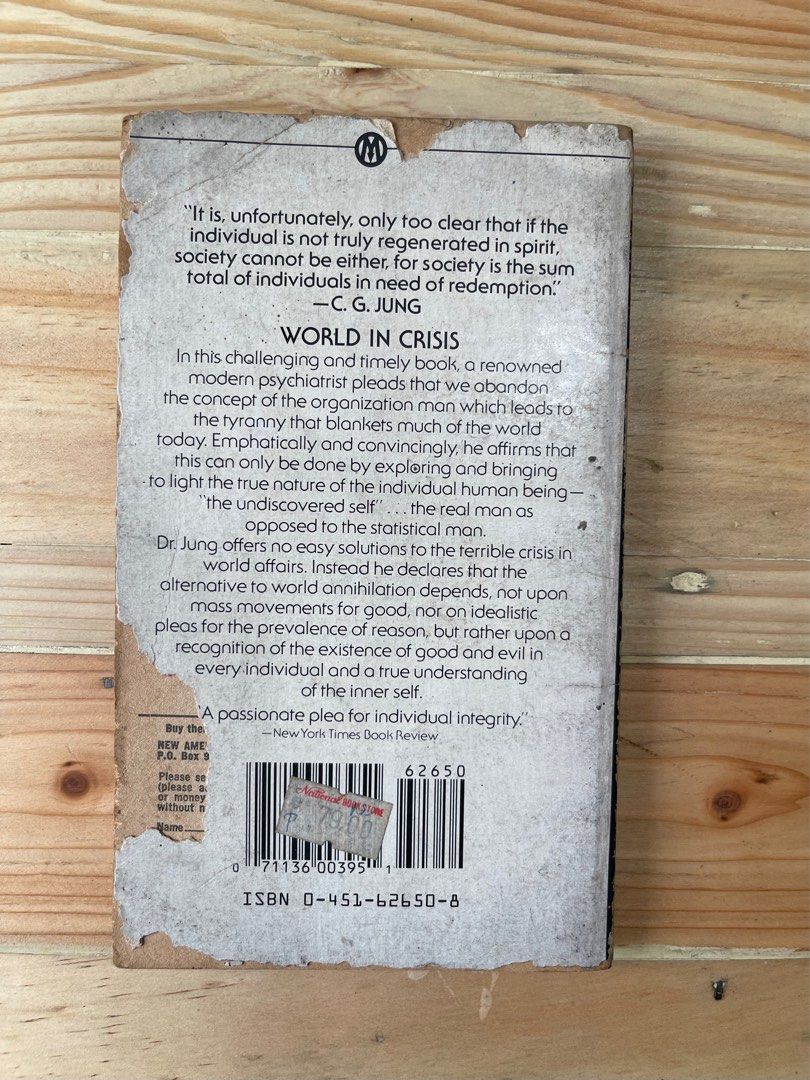 M
"It is, unfortunately, only too clear that if the
individual is not truly regenerated in spirit,
society cannot be either, for society is the sum
total of individuals in need of redemption."
—C. G. JUNG
WORLD IN CRISIS
In this challenging and timely book, a renowned
modern psychiatrist pleads that we abandon
the concept of the organization man which leads to
the tyranny that blankets much of the world
today. Emphatically and convincingly, he affirms that
this can only be done by exploring and bringing
to light the true nature of the individual human being—
"the undiscovered self" . . . the real man as
opposed to the statistical man.
Dr. Jung offers no easy solutions to the terrible crisis in
world affairs. Instead he declares that the
alternative to world annihilation depends, not upon
mass movements for good, nor on idealistic
pleas for the prevalence of reason, but rather upon a
recognition of the existence of good and evil in
every individual and a true understanding
of the inner self.
"A passionate plea for individual integrity."
—New York Times Book Review
Buy the
NEW AME
P.O. Box 9
Please se
(please a
or money
without n
Name
62650
National BOOK STORE
P 79.00
0 71136 00395 1
ISBN 0-451-62650-8